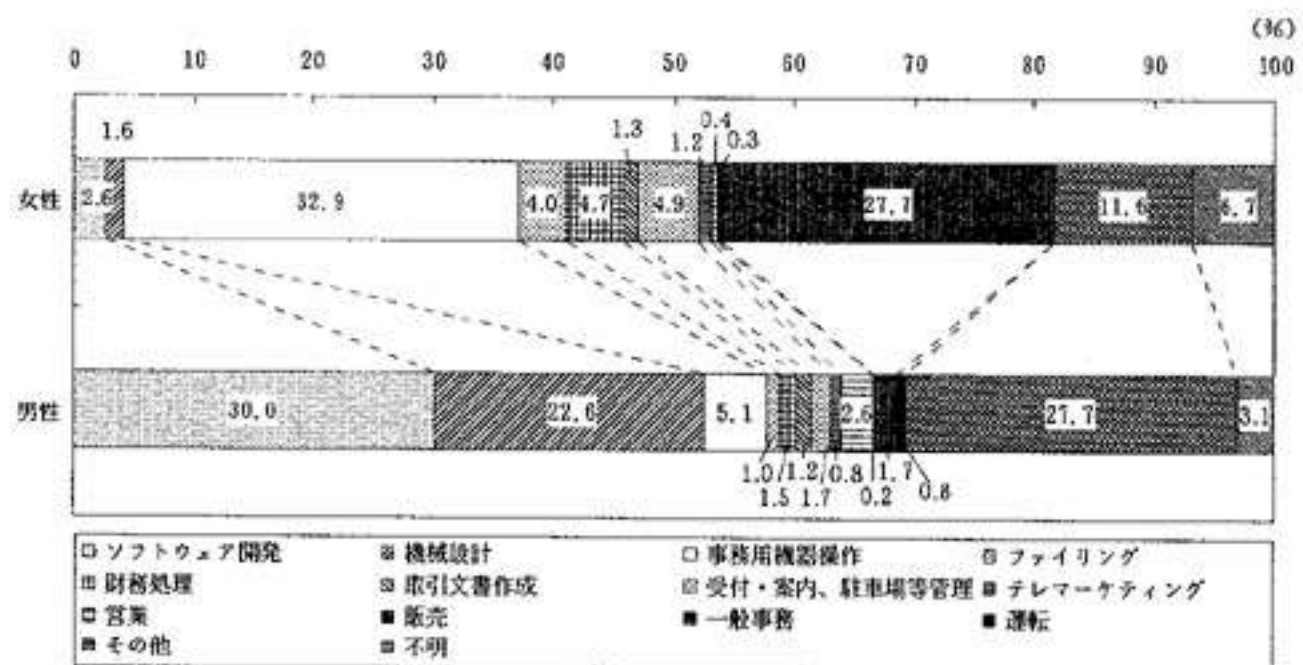 (%)
0 10 20 30 40 50 60 70 80 90 100
1.6 1.3 1.2 0.4 0.3
女性 2.6 32.9 4.0 4.7 4.9 27.7 11.6 6.7
男性 30.0 22.6 5.1 2.6 27.7 3.1
1.0 1.2 0.8 1.7
1.5 1.7 0.2 0.8
ソフトウェア開発 機械設計 事務用機器操作 ファイリング
財務処理 取引文書作成 受付・案内、駐車場等管理 テレマーケティング
営業 販売 一般事務 運転
その他 不明